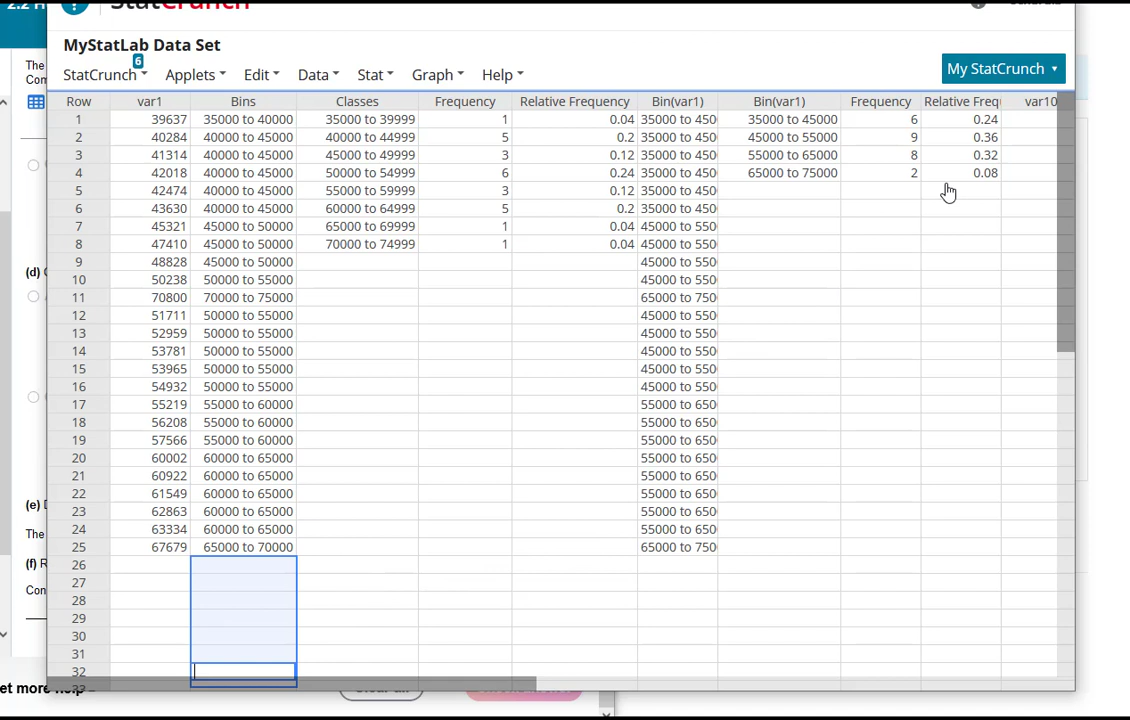 2.2 H
StatCrunch
MyStatLab Data Set
The
Com
6
StatCrunch Applets Edit Data Stat Graph Help
My StatCrunch
Row var1 Bins Classes Frequency Relative Frequency Bin(var1) Bin(var1) Frequency Relative Freq var10
1 39637 35000 to 40000 35000 to 39999 1 0.04 35000 to 450 35000 to 45000 6 0.24
2 40284 40000 to 45000 40000 to 44999 5 0.2 35000 to 450 45000 to 55000 9 0.36
3 41314 40000 to 45000 45000 to 49999 3 0.12 35000 to 450 55000 to 65000 8 0.32
4 42018 40000 to 45000 50000 to 54999 6 0.24 35000 to 450 65000 to 75000 2 0.08
5 42474 40000 to 45000 55000 to 59999 3 0.12 35000 to 450
6 43630 40000 to 45000 60000 to 64999 5 0.2 35000 to 450
7 45321 45000 to 50000 65000 to 69999 1 0.04 45000 to 550
8 47410 45000 to 50000 70000 to 74999 1 0.04 45000 to 550
9 48828 45000 to 50000 45000 to 550
(d)
10 50238 50000 to 55000 45000 to 550
11 70800 70000 to 75000 65000 to 750
12 51711 50000 to 55000 45000 to 550
13 52959 50000 to 55000 45000 to 550
14 53781 50000 to 55000 45000 to 550
15 53965 50000 to 55000 45000 to 550
16 54932 50000 to 55000 45000 to 550
17 55219 55000 to 60000 55000 to 650
18 56208 55000 to 60000 55000 to 650
19 57566 55000 to 60000 55000 to 650
20 60002 60000 to 65000 55000 to 650
21 60922 60000 to 65000 55000 to 650
22 61549 60000 to 65000 55000 to 650
(e)
23 62863 60000 to 65000 55000 to 650
24 63334 60000 to 65000 55000 to 650
The
25 67679 65000 to 70000 65000 to 750
(f) R
26
27
Con
28
29
30
31
32
et more help